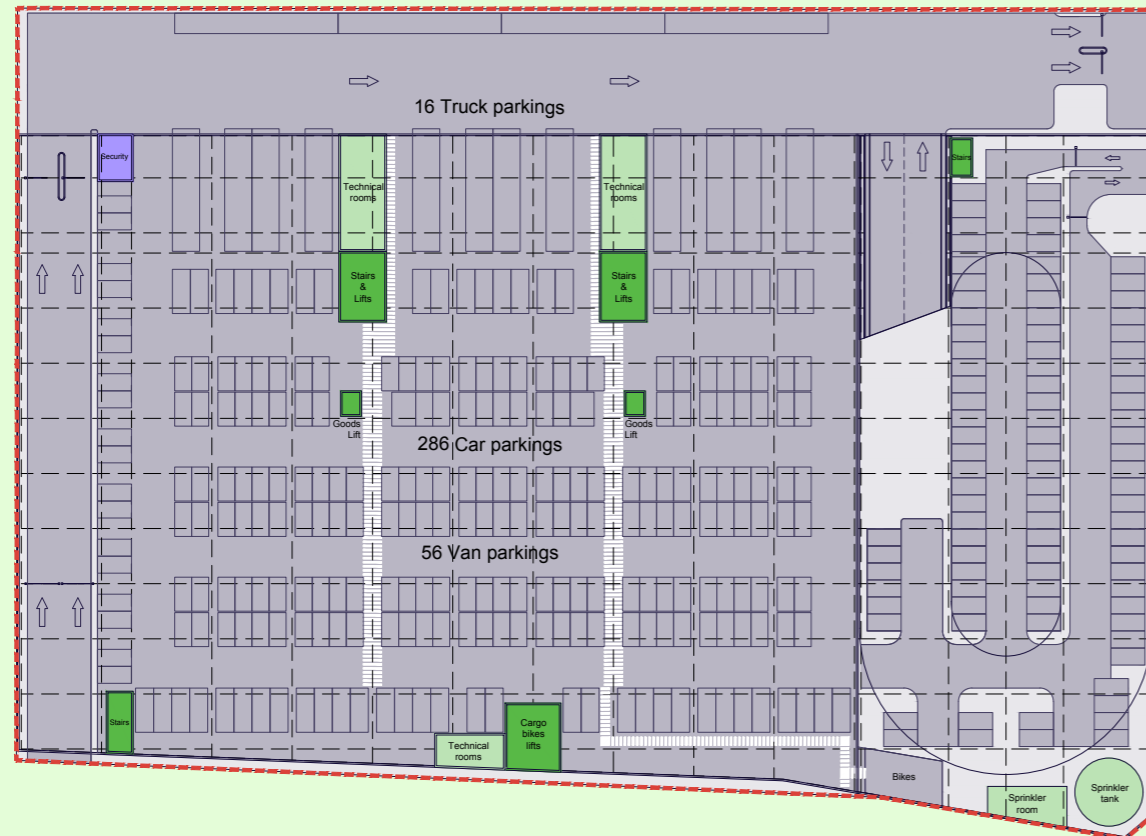 16 Truck parkings
Security
Stairs
Technical
rooms
Technical
rooms
Stairs
&
Lifts
Stairs
&
Lifts
Goods
Lift
Goods
Lift
286 Car parkings
56 Van parkings
Stairs
Cargo
bikes
lifts
Technical
rooms
Bikes
Sprinkler
room
Sprinkler
tank